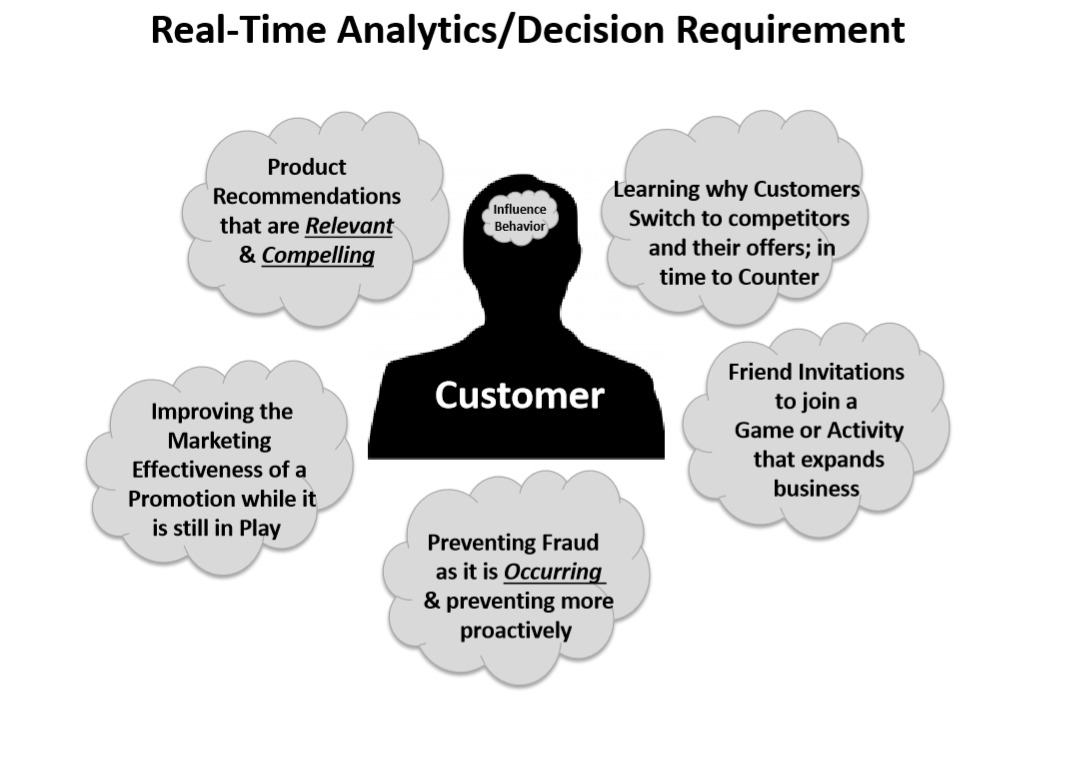 Real-Time Analytics/Decision Requirement
Product
Recommendations
that are Relevant
& Compelling
Influence
Behavior
Learning why Customers
Switch to competitors
and their offers; in
time to Counter
Customer
Improving the
Marketing
Effectiveness of a
Promotion while it
is still in Play
Friend Invitations
to join a
Game or Activity
that expands
business
Preventing Fraud
as it is Occurring
& preventing more
proactively